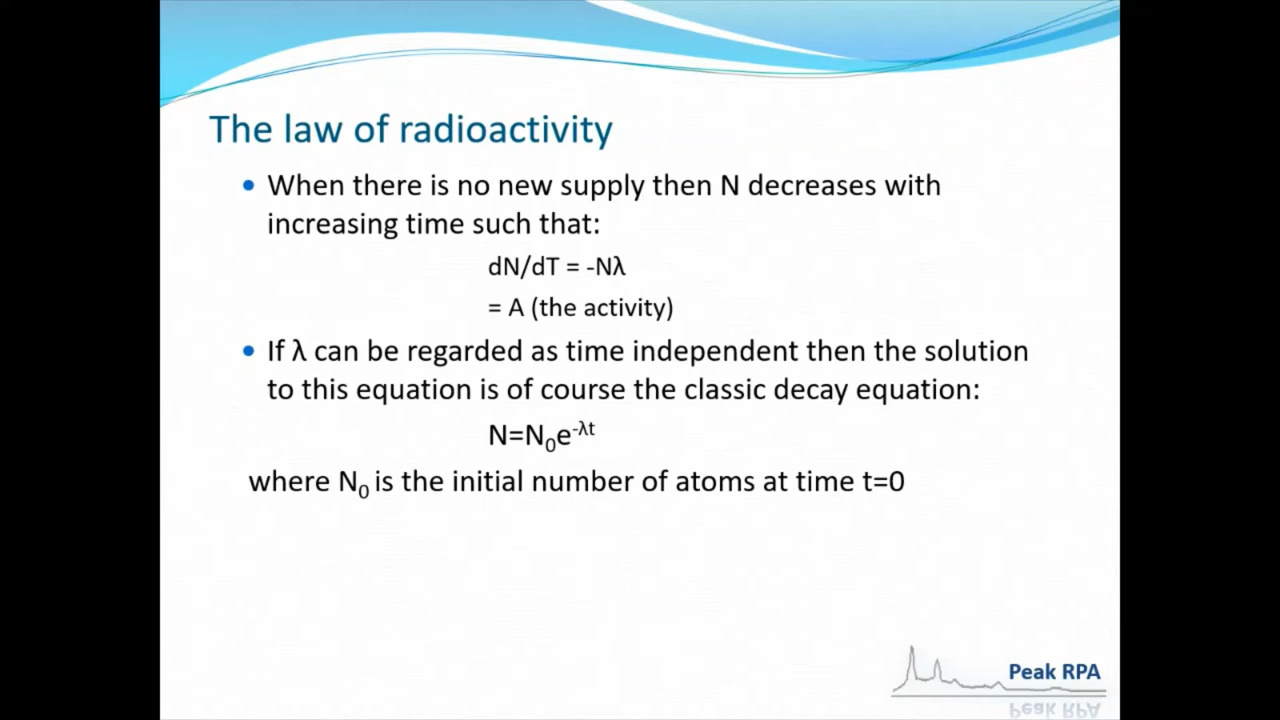 The law of radioactivity
• When there is no new supply then N decreases with
increasing time such that:
dN/dT = -Nλ
= A (the activity)
• If λ can be regarded as time independent then the solution
to this equation is of course the classic decay equation:
N=N₀e^-λt
where N₀ is the initial number of atoms at time t=0
Peak RPA